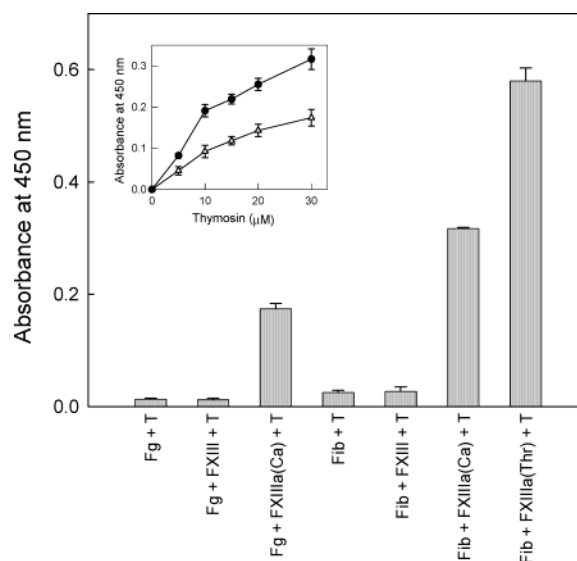 Absorbance at 450 nm
0.6
0.4
0.2
0.0
Absorbance at 450 nm
0.3
0.2
0.1
0.0
0 10 20 30
Thymosin (μM)
Fg + T
Fg + FXIII + T
Fg + FXIIIa(Ca) + T
Fib + T
Fib + FXIII + T
Fib + FXIIIa(Ca) + T
Fib + FXIIIa(Thr) + T